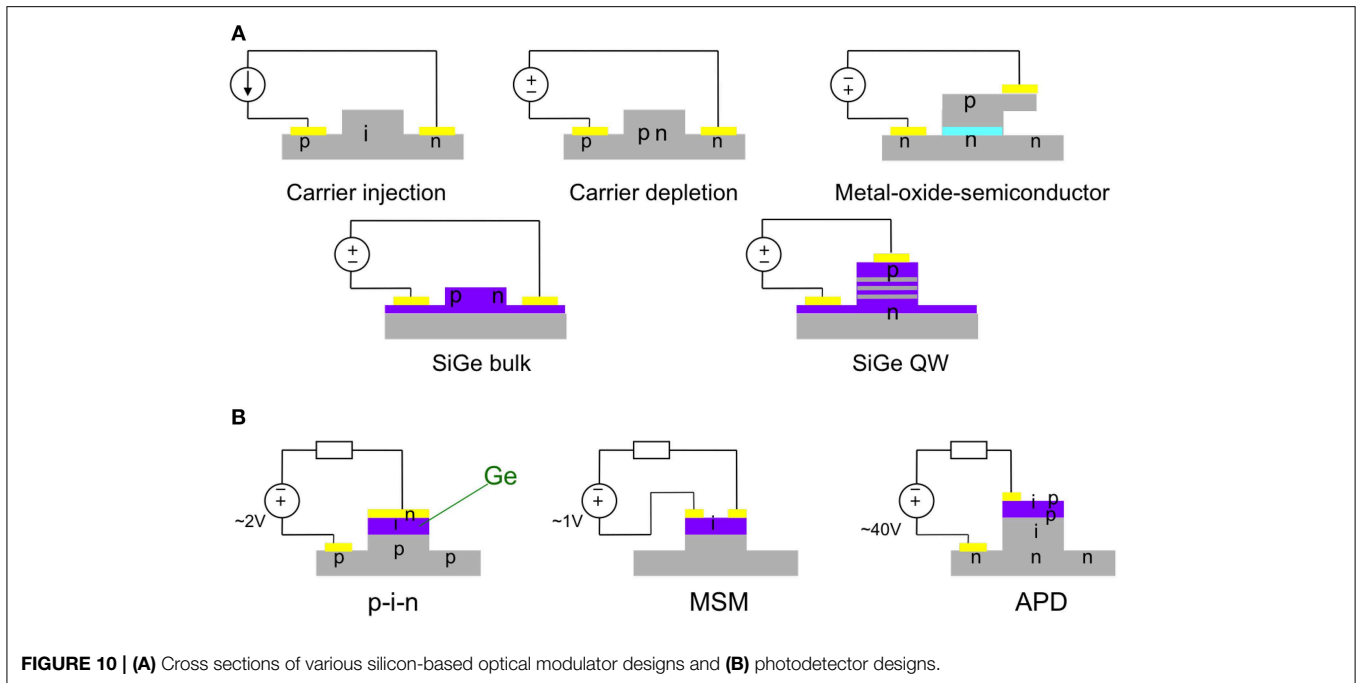 A
p i n
p p n n
p
n n n
Carrier injection Carrier depletion Metal-oxide-semiconductor
+ −
p n
p
n
SiGe bulk SiGe QW
B
Ge
~2V
n
i
p p p
~1V
i
~40V
i p
p
i
n n n
p-i-n MSM APD
FIGURE 10 | (A) Cross sections of various silicon-based optical modulator designs and (B) photodetector designs.